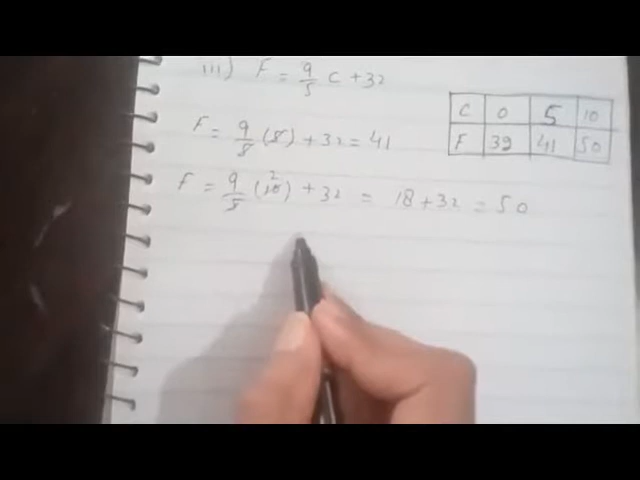 iii) F = 9/5 C + 32
F = 9/5 (5) + 32 = 41
F = 9/5 (10) 2 + 32 = 18 + 32 = 50
C 0 5 10
F 39 41 50